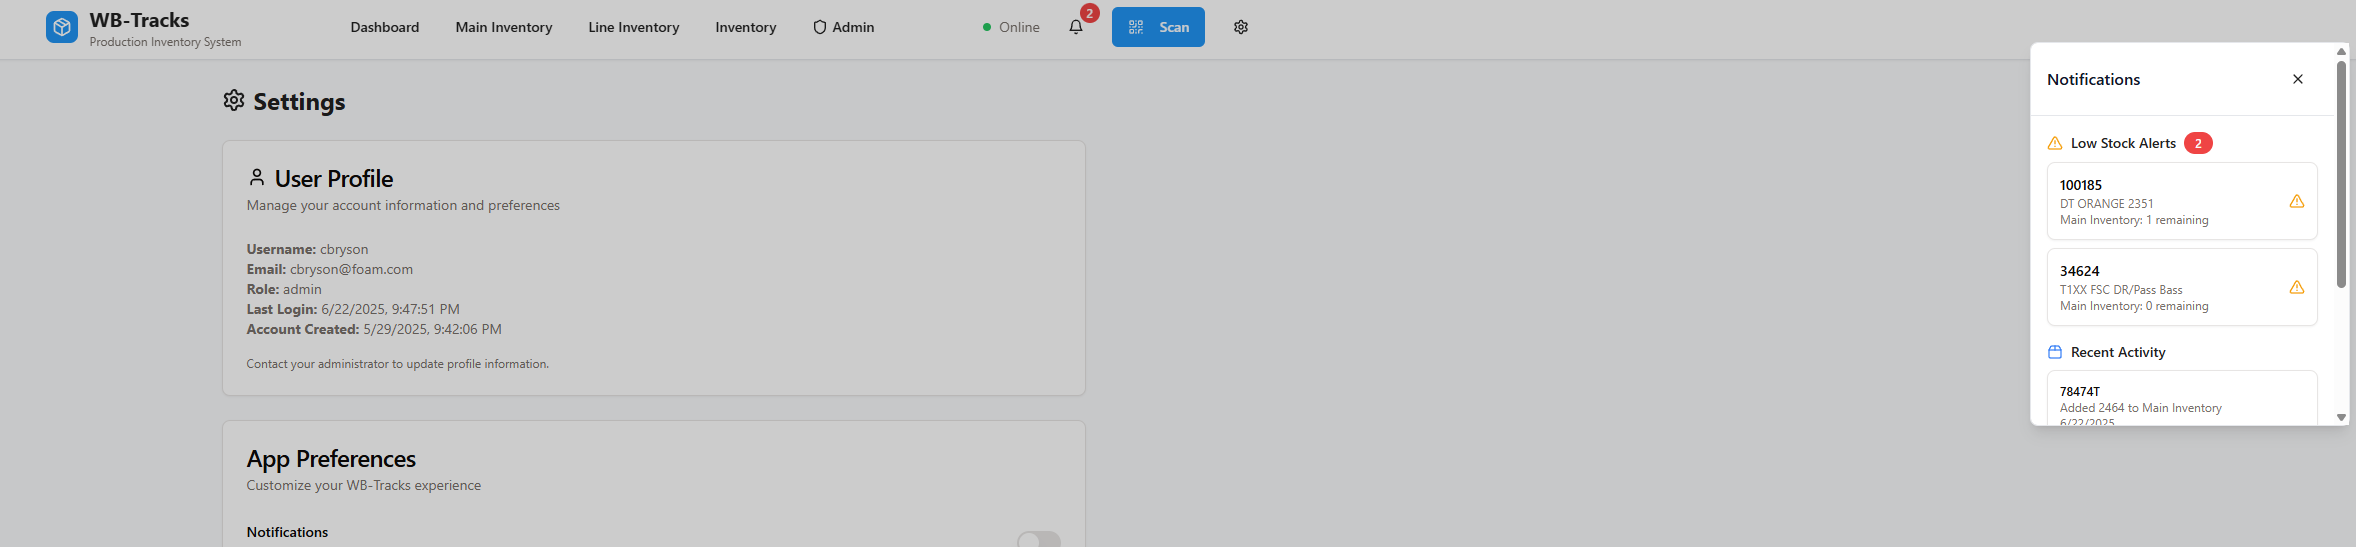 WB-Tracks
Production Inventory System
Dashboard
Main Inventory
Line Inventory
Inventory
Admin
Online
2
Scan
Settings
User Profile
Manage your account information and preferences
Username: cbryson
Email: cbryson@foam.com
Role: admin
Last Login: 6/22/2025, 9:47:51 PM
Account Created: 5/29/2025, 9:42:06 PM
Contact your administrator to update profile information.
App Preferences
Customize your WB-Tracks experience
Notifications
Notifications
Low Stock Alerts 2
100185
DT ORANGE 2351
Main Inventory: 1 remaining
34624
T1XX FSC DR/Pass Bass
Main Inventory: 0 remaining
Recent Activity
78474T
Added 2464 to Main Inventory
6/22/2025